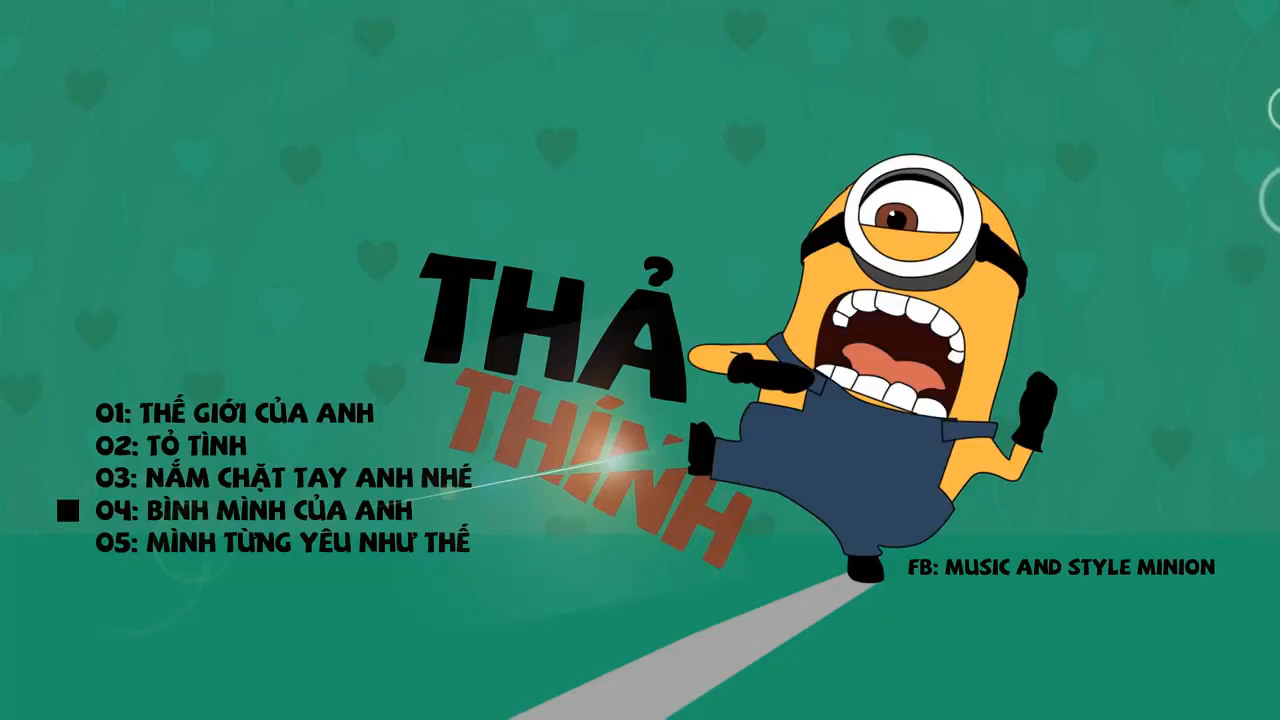 THẢ
THÍNH
01: THẾ GIỚI CỦA ANH
02: TỎ TÌNH
03: NẮM CHẶT TAY ANH NHÉ
04: BÌNH MÌNH CỦA ANH
05: MÌNH TỪNG YÊU NHƯ THẾ
FB: MUSIC AND STYLE MINION